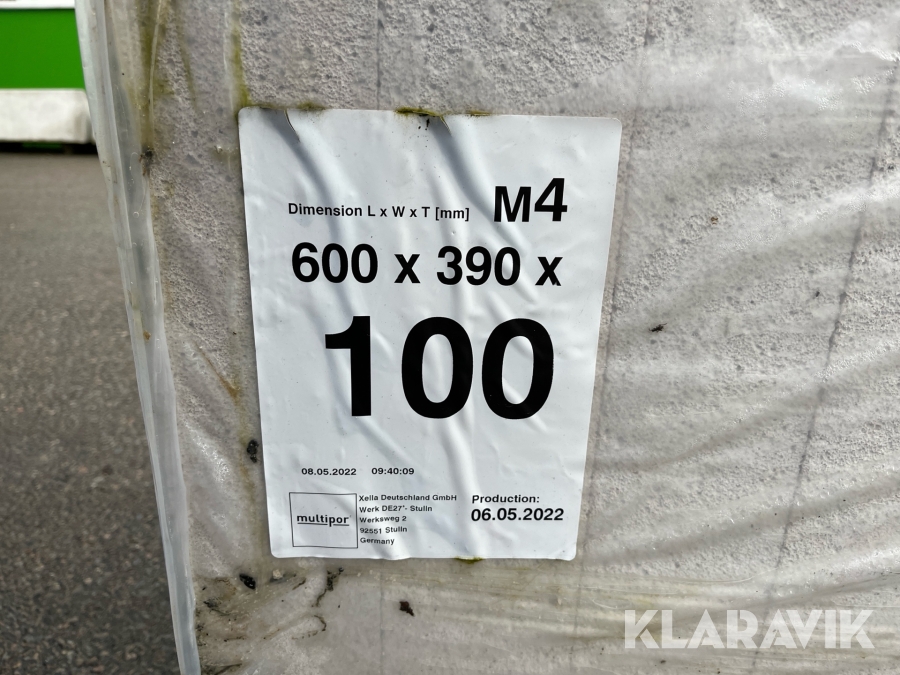 Dimension L x W x T [mm] M4
600 x 390 x
100
08.05.2022 09:40:09
multipor
Xella Deutschland GmbH
Werk DE27'- Stulln
Werksweg 2
92551 Stulln
Germany
Production:
06.05.2022
KLARAVIK